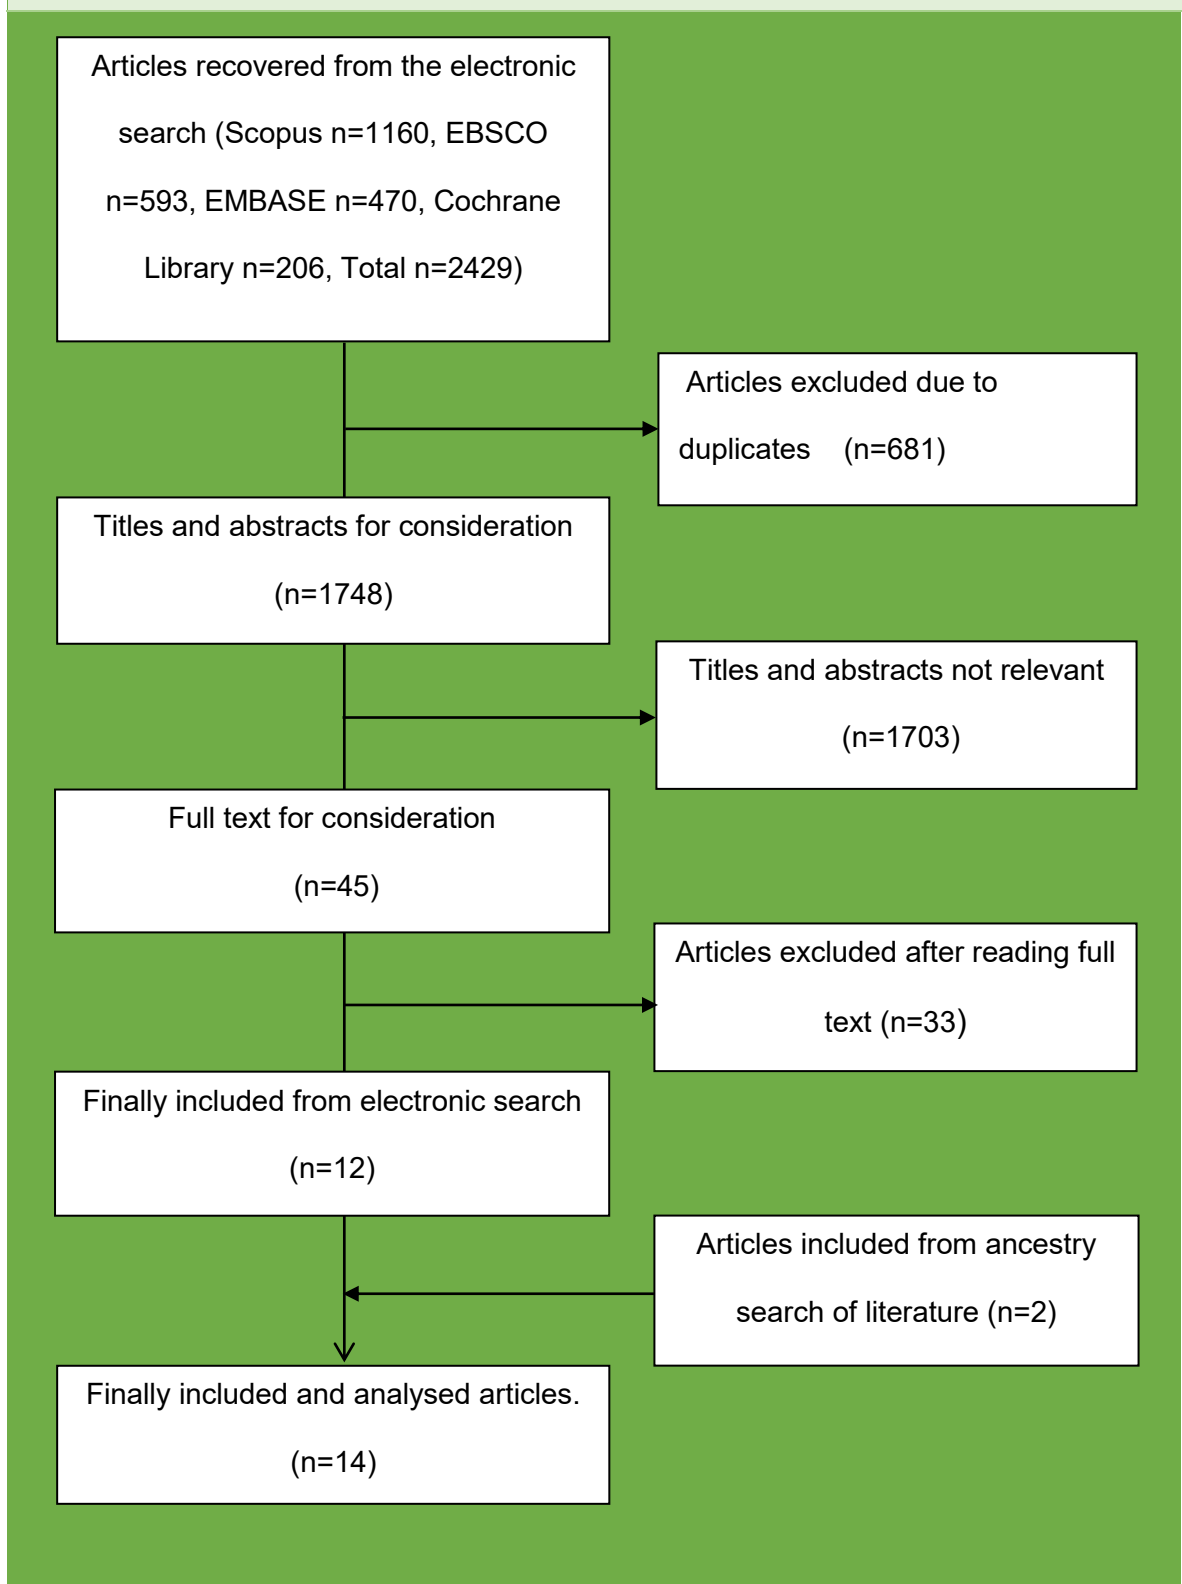 Articles recovered from the electronic
search (Scopus n=1160, EBSCO
n=593, EMBASE n=470, Cochrane
Library n=206, Total n=2429)
Articles excluded due to
duplicates (n=681)
Titles and abstracts for consideration
(n=1748)
Titles and abstracts not relevant
(n=1703)
Full text for consideration
(n=45)
Articles excluded after reading full
text (n=33)
Finally included from electronic search
(n=12)
Articles included from ancestry
search of literature (n=2)
Finally included and analysed articles.
(n=14)